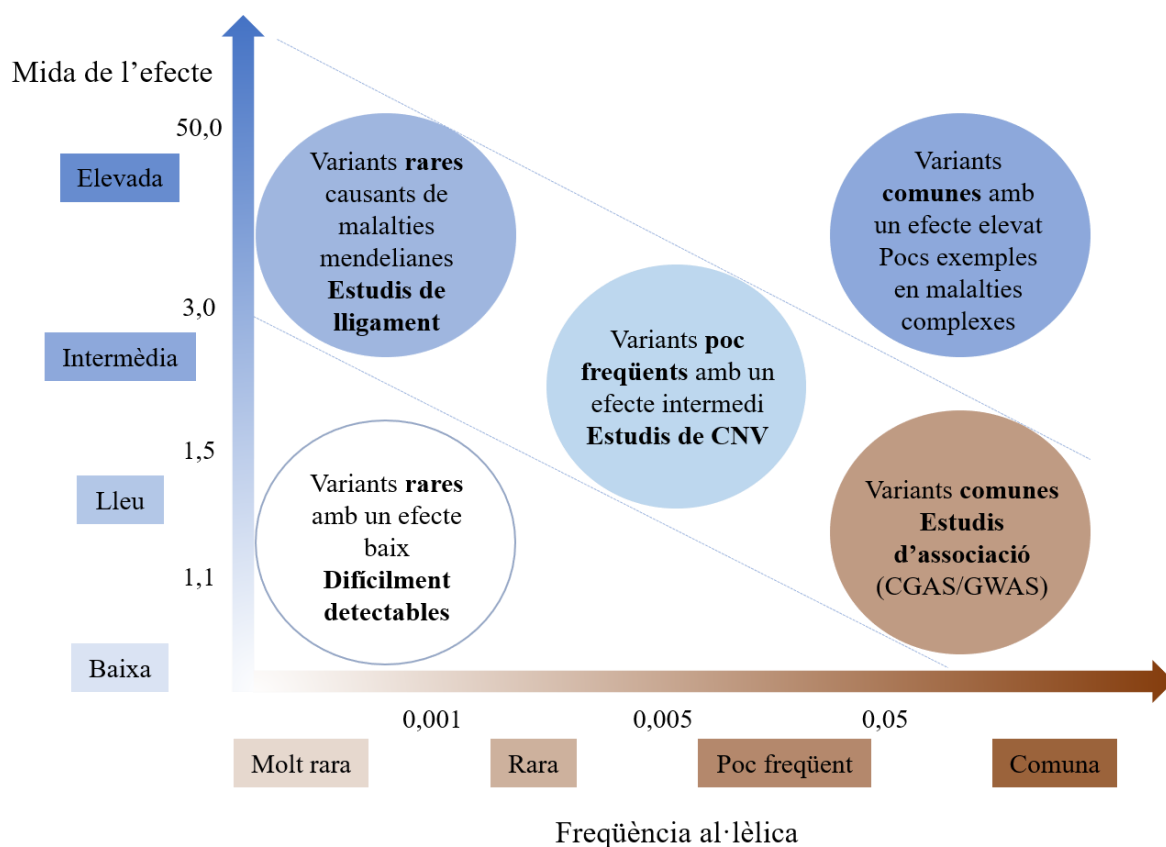 Mida de l’efecte
50,0
Elevada
3,0
Intermèdia
1,5
Lleu
1,1
Baixa
Variants rares
causants de
malalties
mendelianes
Estudis de
lligament
Variants
comunes amb
un efecte elevat
Pocs exemples
en malalties
complexes
Variants poc
freqüents amb un
efecte intermedi
Estudis de CNV
Variants rares
amb un efecte
baix
Difícilment
detectables
Variants comunes
Estudis
d’associació
(CGAS/GWAS)
0,001
0,005
0,05
Molt rara
Rara
Poc freqüent
Comuna
Freqüència al·lèlica